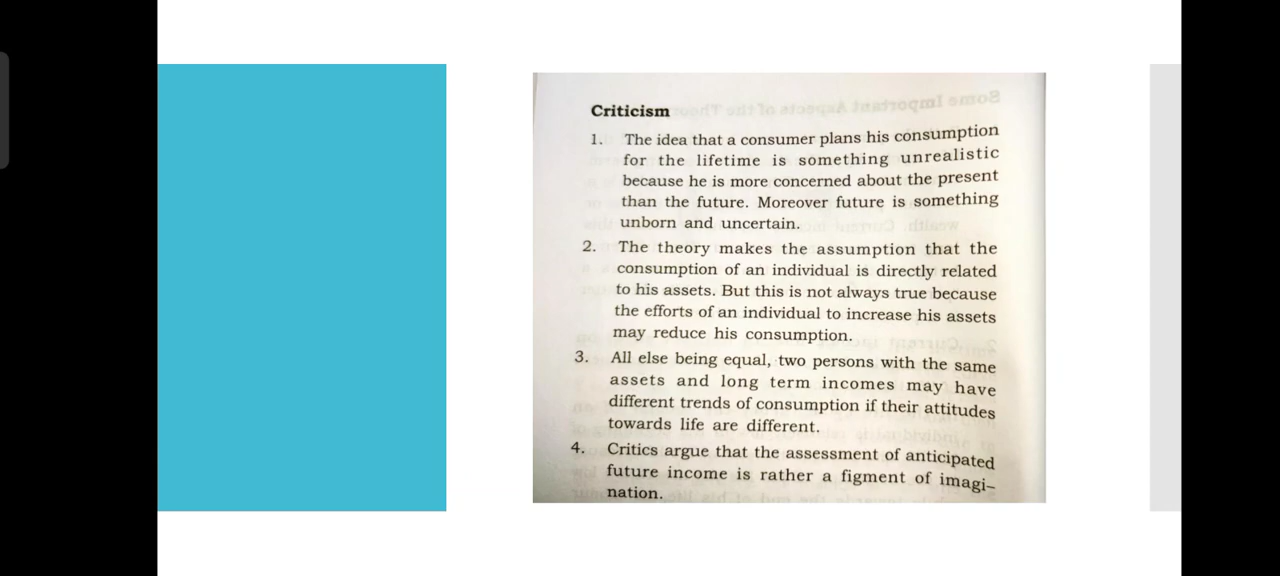 Criticism
1. The idea that a consumer plans his consumption
for the lifetime is something unrealistic
because he is more concerned about the present
than the future. Moreover future is something
unborn and uncertain.
2. The theory makes the assumption that the
consumption of an individual is directly related
to his assets. But this is not always true because
the efforts of an individual to increase his assets
may reduce his consumption.
3. All else being equal, two persons with the same
assets and long term incomes may have
different trends of consumption if their attitudes
towards life are different.
4. Critics argue that the assessment of anticipated
future income is rather a figment of imagi–
nation.